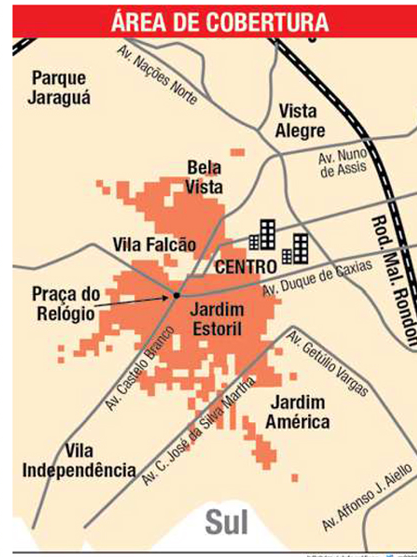 ÁREA DE COBERTURA
Av. Nações Norte
Parque
Jaraguá
Vista
Alegre
Av. Nuno
de Assis
Bela
Vista
Vila Falcão
CENTRO
Rod. Mal. Rondon
Av. Duque de Caxias
Praça do
Relógio
Jardim
Estoril
Av. Castelo Branco
Av. Getúlio Vargas
Av. C. José da Silva Martha
Jardim
América
Vila
Independência
Av. Affonso J. Aiello
Sul